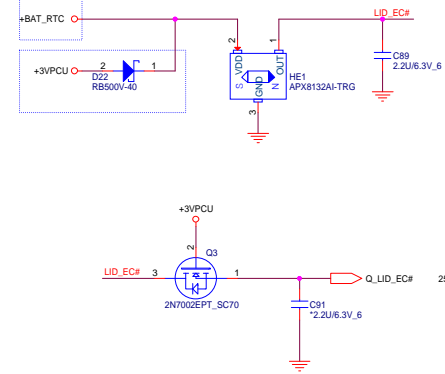 +BAT_RTC
LID_EC#
2
1
+3VPCU
2
1
D22
RB500V-40
VDD
OUT
S
GND
N
HE1
APX8132AI-TRG
3
C89
2.2U/6.3V_6
+3VPCU
2
Q3
LID_EC#
3
1
Q_LID_EC#
2N7002EPT_SC70
C91
*2.2U/6.3V_6